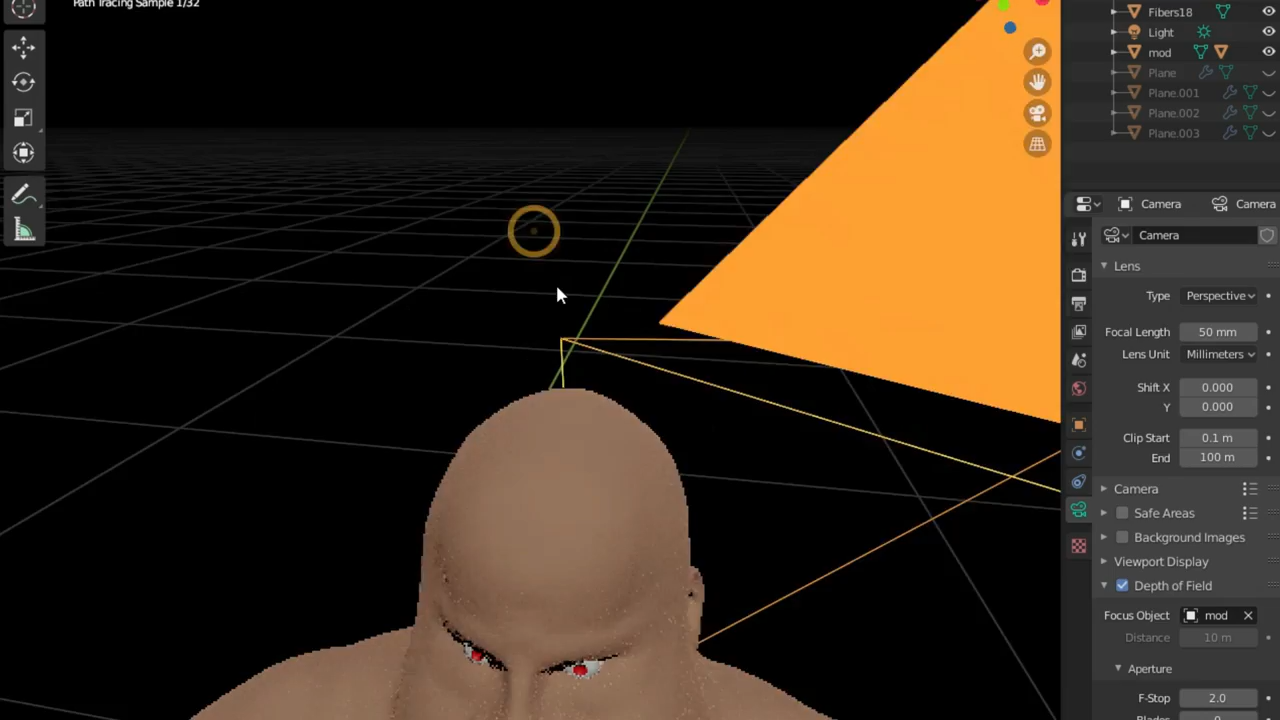 Path Tracing Sample 1/32
Fibers18
Light
mod
Plane
Plane.001
Plane.002
Plane.003
Camera
Camera
Camera
Lens
Type Perspective
Focal Length 50 mm
Lens Unit Millimeters
Shift X 0.000
Y 0.000
Clip Start 0.1 m
End 100 m
Camera
Safe Areas
Background Images
Viewport Display
Depth of Field
Focus Object mod
Distance 10 m
Aperture
F-Stop 2.0